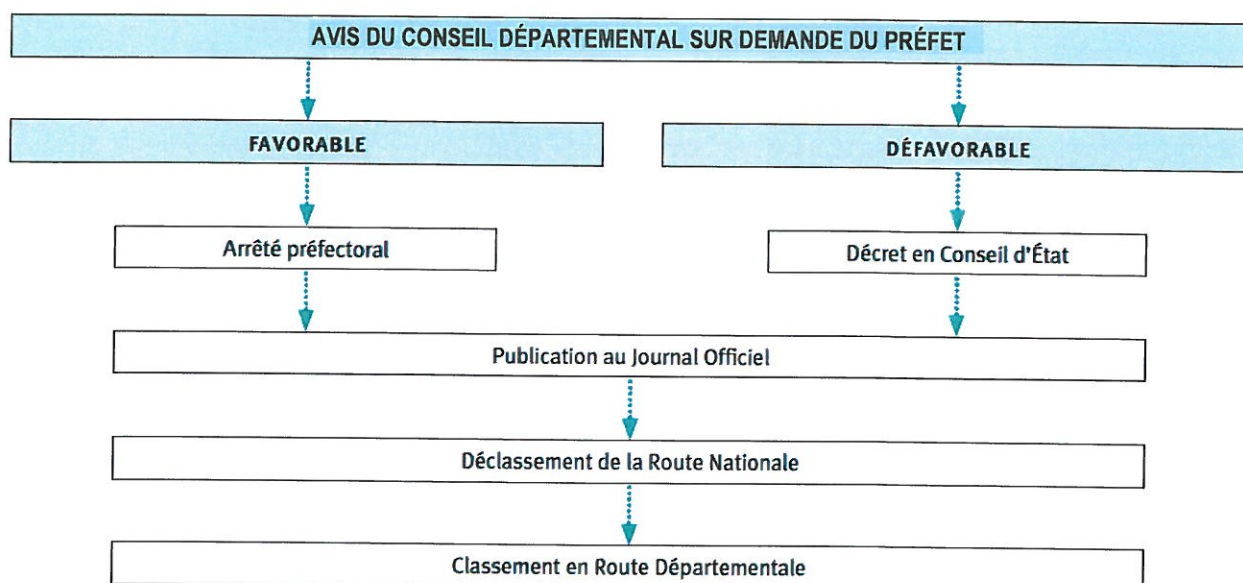 AVIS DU CONSEIL DÉPARTEMENTAL SUR DEMANDE DU PRÉFET
FAVORABLE
DÉFAVORABLE
Arrêté préfectoral
Décret en Conseil d'État
Publication au Journal Officiel
Déclassement de la Route Nationale
Classement en Route Départementale